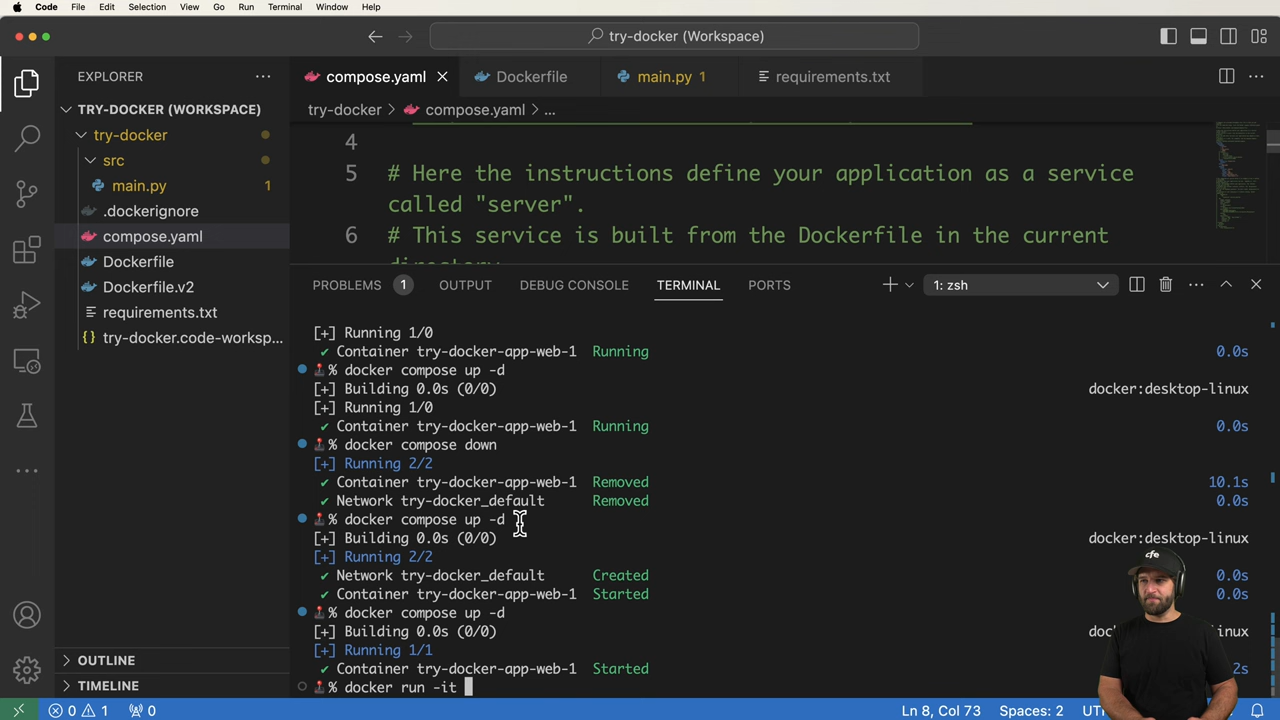 Code File Edit Selection View Go Run Terminal Window Help
try-docker (Workspace)
EXPLORER
compose.yaml
Dockerfile
main.py 1
requirements.txt
TRY-DOCKER (WORKSPACE)
try-docker > compose.yaml > ...
try-docker
src
main.py 1
.dockerignore
compose.yaml
Dockerfile
Dockerfile.v2
requirements.txt
try-docker.code-worksp...
OUTLINE
TIMELINE
4
5 # Here the instructions define your application as a service
called "server".
6 # This service is built from the Dockerfile in the current
directory
PROBLEMS 1 OUTPUT DEBUG CONSOLE TERMINAL PORTS
1: zsh
[+] Running 1/0
✔ Container try-docker-app-web-1 Running 0.0s
% docker compose up -d
[+] Building 0.0s (0/0) docker:desktop-linux
[+] Running 1/0
✔ Container try-docker-app-web-1 Running 0.0s
% docker compose down
[+] Running 2/2
✔ Container try-docker-app-web-1 Removed 10.1s
✔ Network try-docker_default Removed 0.0s
% docker compose up -d
[+] Building 0.0s (0/0) docker:desktop-linux
[+] Running 2/2
✔ Network try-docker_default Created 0.0s
✔ Container try-docker-app-web-1 Started 0.0s
% docker compose up -d
[+] Building 0.0s (0/0)
[+] Running 1/1
✔ Container try-docker-app-web-1 Started
% docker run -it
cfe
0 1 0
Ln 8, Col 73 Spaces: 2